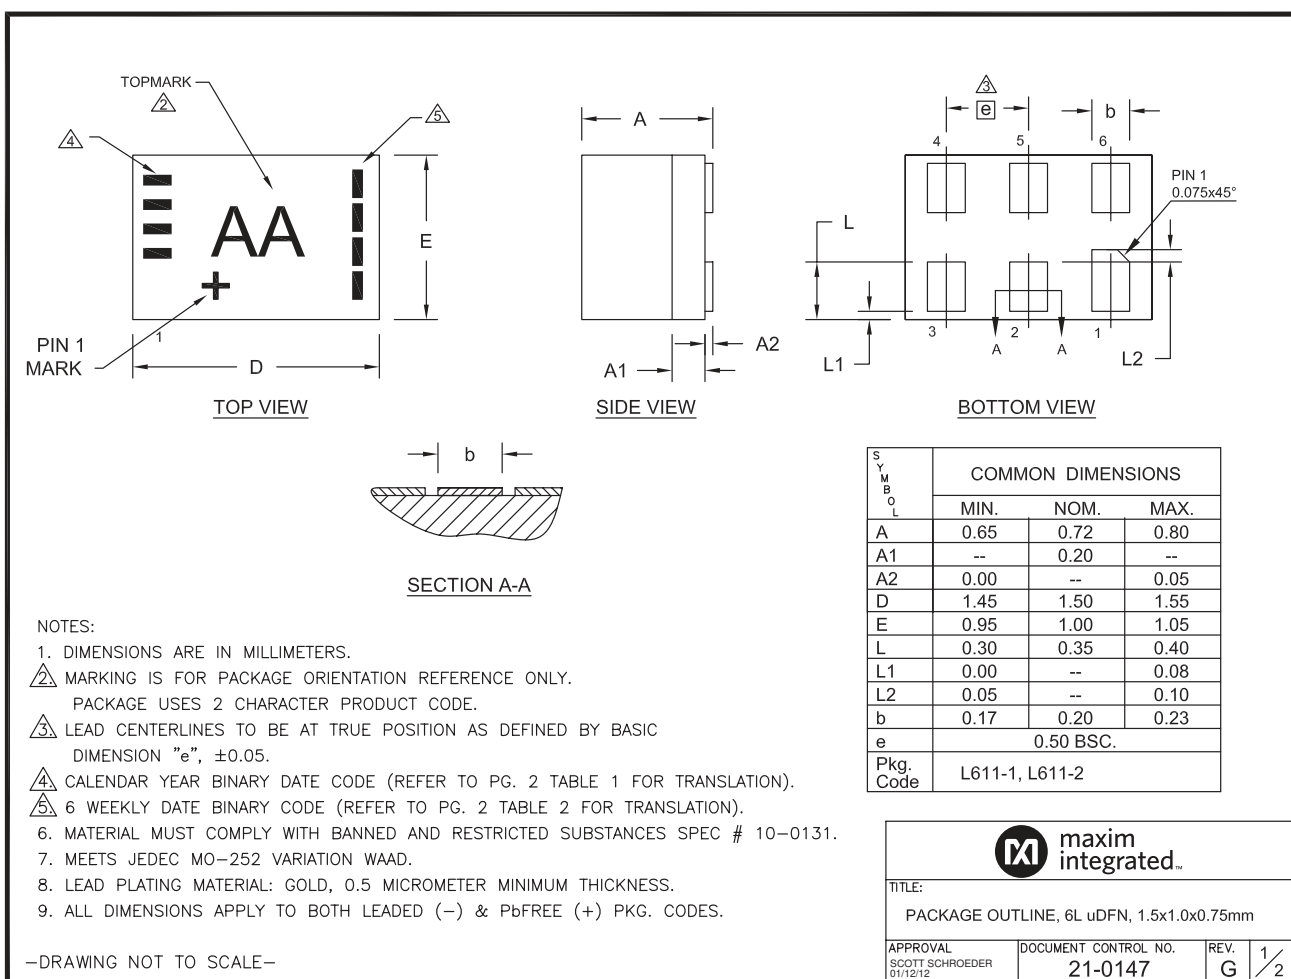 TOPMARK
2
4
5
AA
E
PIN 1
MARK
1
D
TOP VIEW
A
A1
A2
SIDE VIEW
3
e
b
4
5
6
PIN 1
0.075x45°
L
L1
3
2
1
A
A
L2
BOTTOM VIEW
b
SECTION A-A
SYMBOL
COMMON DIMENSIONS
MIN. NOM. MAX.
A 0.65 0.72 0.80
A1 -- 0.20 --
A2 0.00 -- 0.05
D 1.45 1.50 1.55
E 0.95 1.00 1.05
L 0.30 0.35 0.40
L1 0.00 -- 0.08
L2 0.05 -- 0.10
b 0.17 0.20 0.23
e 0.50 BSC.
Pkg.
Code
L611-1, L611-2
NOTES:
1. DIMENSIONS ARE IN MILLIMETERS.
2. MARKING IS FOR PACKAGE ORIENTATION REFERENCE ONLY.
PACKAGE USES 2 CHARACTER PRODUCT CODE.
3. LEAD CENTERLINES TO BE AT TRUE POSITION AS DEFINED BY BASIC
DIMENSION "e", ±0.05.
4. CALENDAR YEAR BINARY DATE CODE (REFER TO PG. 2 TABLE 1 FOR TRANSLATION).
5. 6 WEEKLY DATE BINARY CODE (REFER TO PG. 2 TABLE 2 FOR TRANSLATION).
6. MATERIAL MUST COMPLY WITH BANNED AND RESTRICTED SUBSTANCES SPEC # 10-0131.
7. MEETS JEDEC MO-252 VARIATION WAAD.
8. LEAD PLATING MATERIAL: GOLD, 0.5 MICROMETER MINIMUM THICKNESS.
9. ALL DIMENSIONS APPLY TO BOTH LEADED (-) & PbFREE (+) PKG. CODES.
-DRAWING NOT TO SCALE-
maxim
integrated™
TITLE:
PACKAGE OUTLINE, 6L uDFN, 1.5x1.0x0.75mm
APPROVAL
SCOTT SCHROEDER
01/12/12
DOCUMENT CONTROL NO.
21-0147
REV.
G
1/2